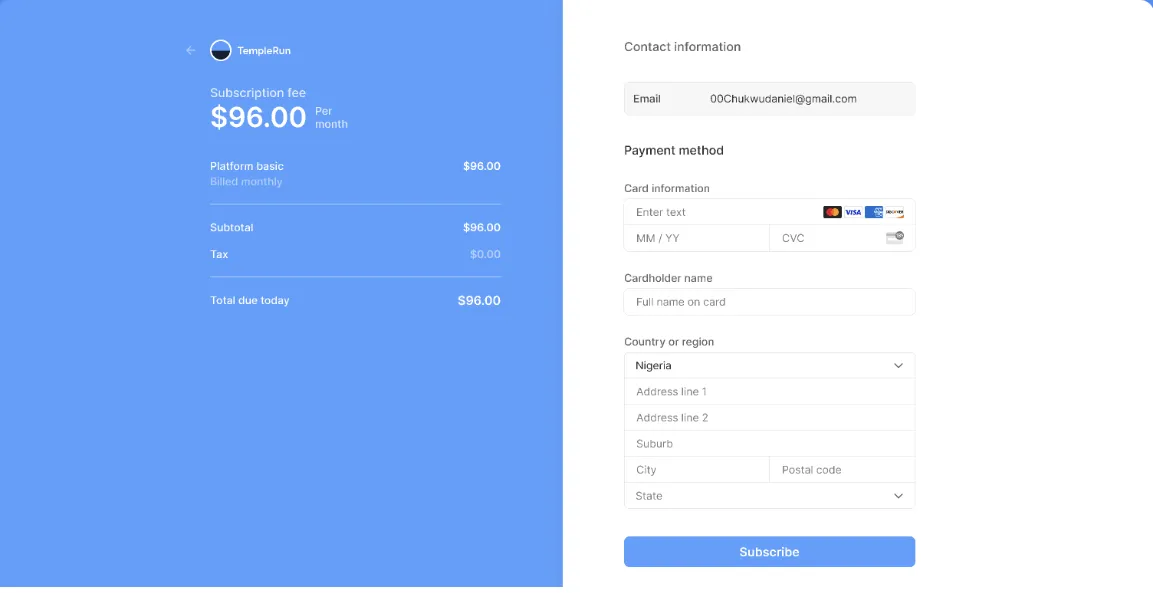 TempleRun
Subscription fee
$96.00 Per month
Platform basic $96.00
Billed monthly
Subtotal $96.00
Tax $0.00
Total due today $96.00
Contact information
Email 00Chukwudaniel@gmail.com
Payment method
Card information
Enter text VISA DISCOVER
MM / YY CVC
Cardholder name
Full name on card
Country or region
Nigeria
Address line 1
Address line 2
Suburb
City Postal code
State
Subscribe